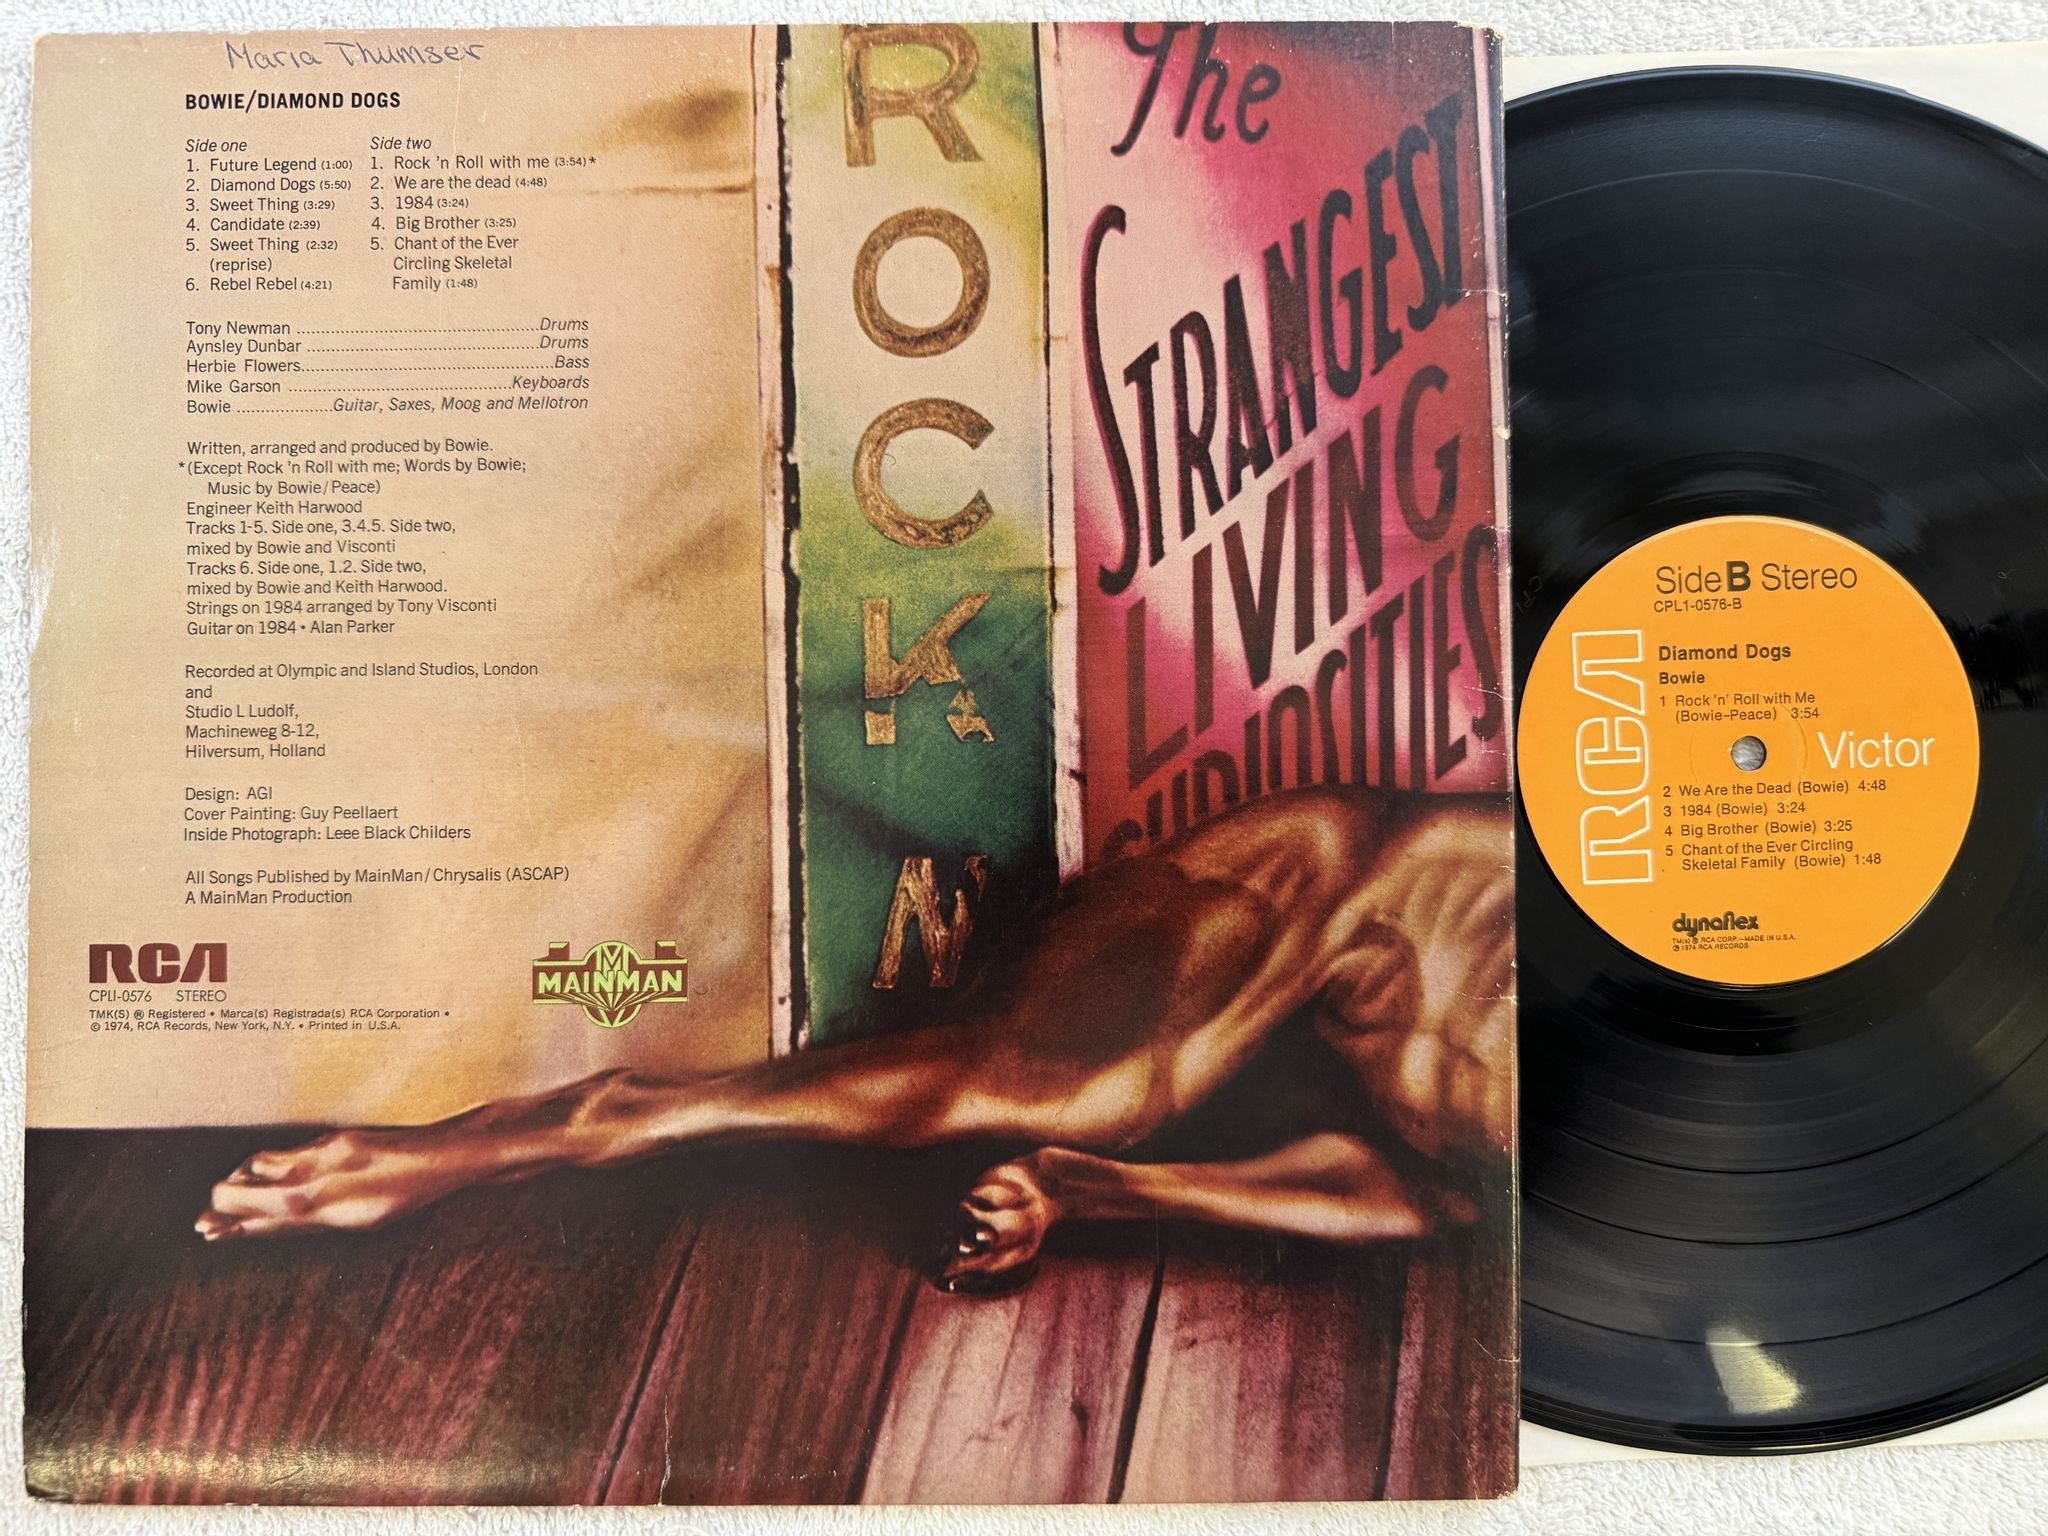 Maria Thumser
BOWIE/DIAMOND DOGS
Side one
1. Future Legend (1:00)
2. Diamond Dogs (5:50)
3. Sweet Thing (3:29)
4. Candidate (2:39)
5. Sweet Thing (2:32)
(reprise)
6. Rebel Rebel (4:21)
Side two
1. Rock 'n Roll with me (3:54)*
2. We are the dead (4:48)
3. 1984 (3:24)
4. Big Brother (3:25)
5. Chant of the Ever
Circling Skeletal
Family (1:48)
Tony Newman ................................................Drums
Aynsley Dunbar ..............................................Drums
Herbie Flowers..................................................Bass
Mike Garson ............................................Keyboards
Bowie ...................Guitar, Saxes, Moog and Mellotron
Written, arranged and produced by Bowie.
*(Except Rock 'n Roll with me; Words by Bowie;
Music by Bowie/Peace)
Engineer Keith Harwood
Tracks 1-5. Side one, 3.4.5. Side two,
mixed by Bowie and Visconti
Tracks 6. Side one, 1.2. Side two,
mixed by Bowie and Keith Harwood.
Strings on 1984 arranged by Tony Visconti
Guitar on 1984 • Alan Parker
Recorded at Olympic and Island Studios, London
and
Studio L Ludolf,
Machineweg 8-12,
Hilversum, Holland
Design: AGI
Cover Painting: Guy Peellaert
Inside Photograph: Leee Black Childers
All Songs Published by MainMan/Chrysalis (ASCAP)
A MainMan Production
RCA
CPLI-0576 STEREO
TMK(S) ® Registered • Marca(s) Registrada(s) RCA Corporation •
© 1974, RCA Records, New York, N.Y. • Printed in U.S.A.
M
MAINMAN
ROCK
N
The
STRANGEST
LIVING
CURIOSITIES
Side B Stereo
CPL1-0576-B
Diamond Dogs
Bowie
1 Rock 'n' Roll with Me
(Bowie-Peace) 3:54
RCA
Victor
2 We Are the Dead (Bowie) 4:48
3 1984 (Bowie) 3:24
4 Big Brother (Bowie) 3:25
5 Chant of the Ever Circling
Skeletal Family (Bowie) 1:48
dynaflex
TM(s) ® RCA CORP.—MADE IN U.S.A.
℗ 1974 RCA RECORDS